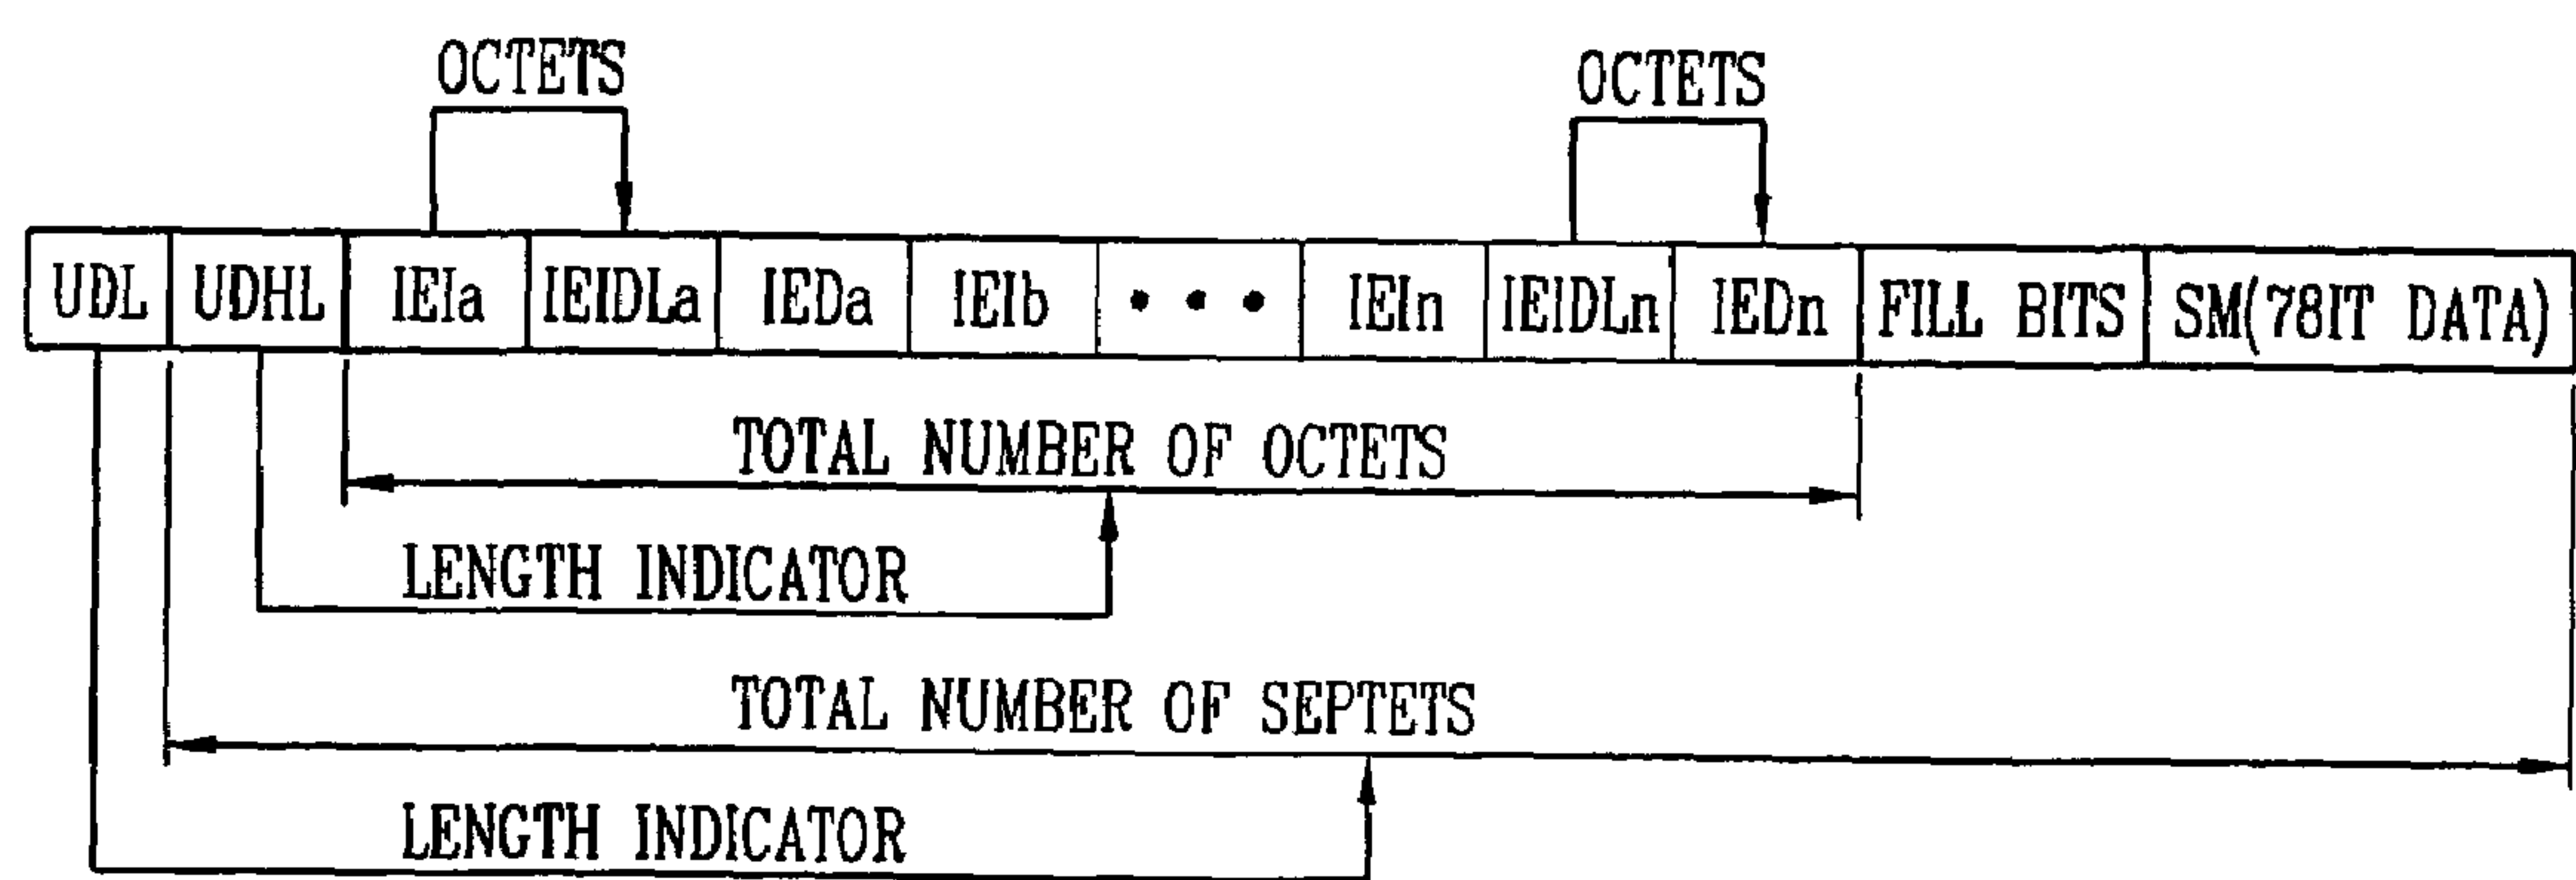 OCTETS OCTETS
UDL UDHL IEIa IEIDLa IEDa IEIb • • • IEIn IEIDLn IEDn FILL BITS SM(78IT DATA)
TOTAL NUMBER OF OCTETS
LENGTH INDICATOR
TOTAL NUMBER OF SEPTETS
LENGTH INDICATOR